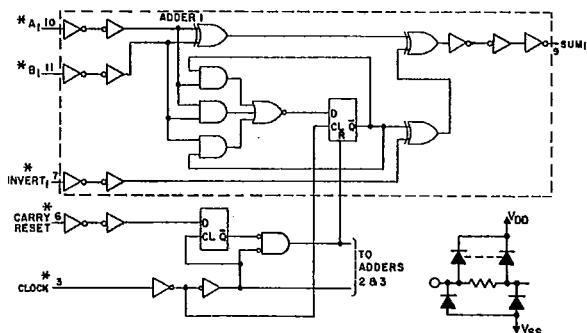 ADDER 1
*A₁ 10
*B₁ 11
9 SUM₁
D
CL Q̅
R
*
INVERT₁ 7
*
CARRY 6
RESET
D
CL Q̅
*
CLOCK 3
TO
ADDERS
2 & 3
VDD
VSS